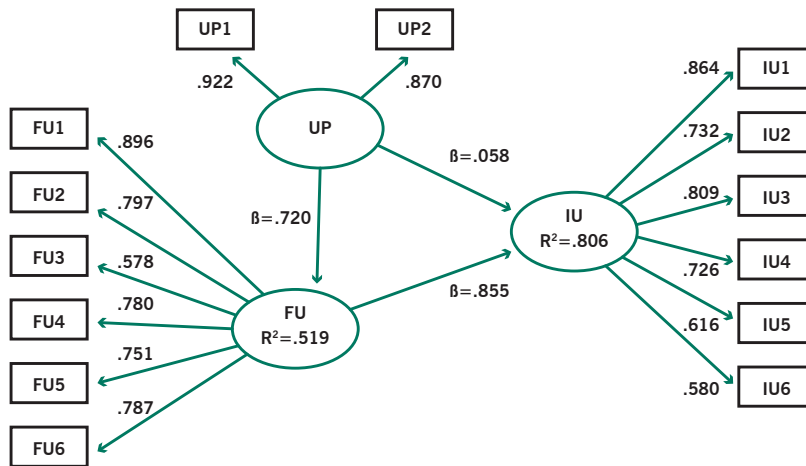 UP1
UP2
.922
.870
UP
FU1
FU2
FU3
FU4
FU5
FU6
.896
.797
.578
.780
.751
.787
ß=.720
ß=.058
ß=.855
FU
R²=.519
IU
R²=.806
.864
.732
.809
.726
.616
.580
IU1
IU2
IU3
IU4
IU5
IU6